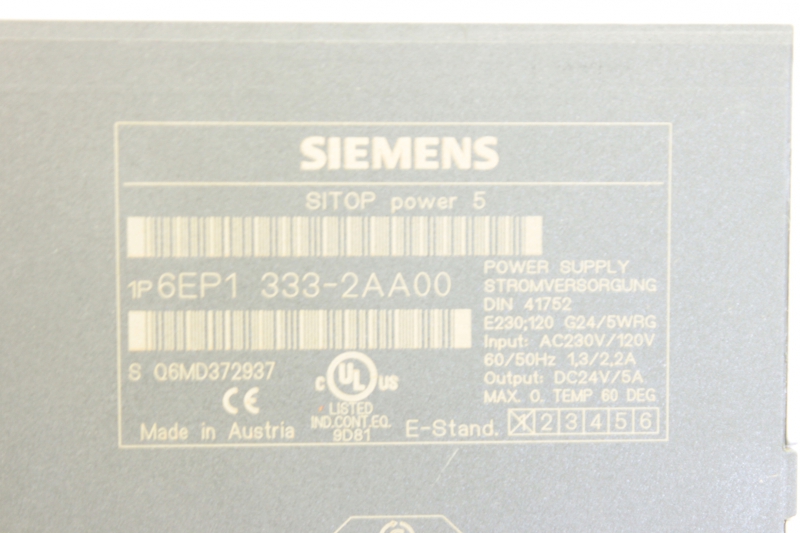 SIEMENS
SITOP power 5
1P 6EP1 333-2AA00
S Q6MD372937
POWER SUPPLY
STROMVERSORGUNG
DIN 41752
E230;120 G24/5WRG
Input: AC230V/120V
60/50Hz 1,3/2,2A
Output: DC24V/5A
MAX. O. TEMP 60 DEG
CE
C UL US
LISTED
IND.CONT.EQ.
9D81
Made in Austria
E-Stand. X 2 3 4 5 6